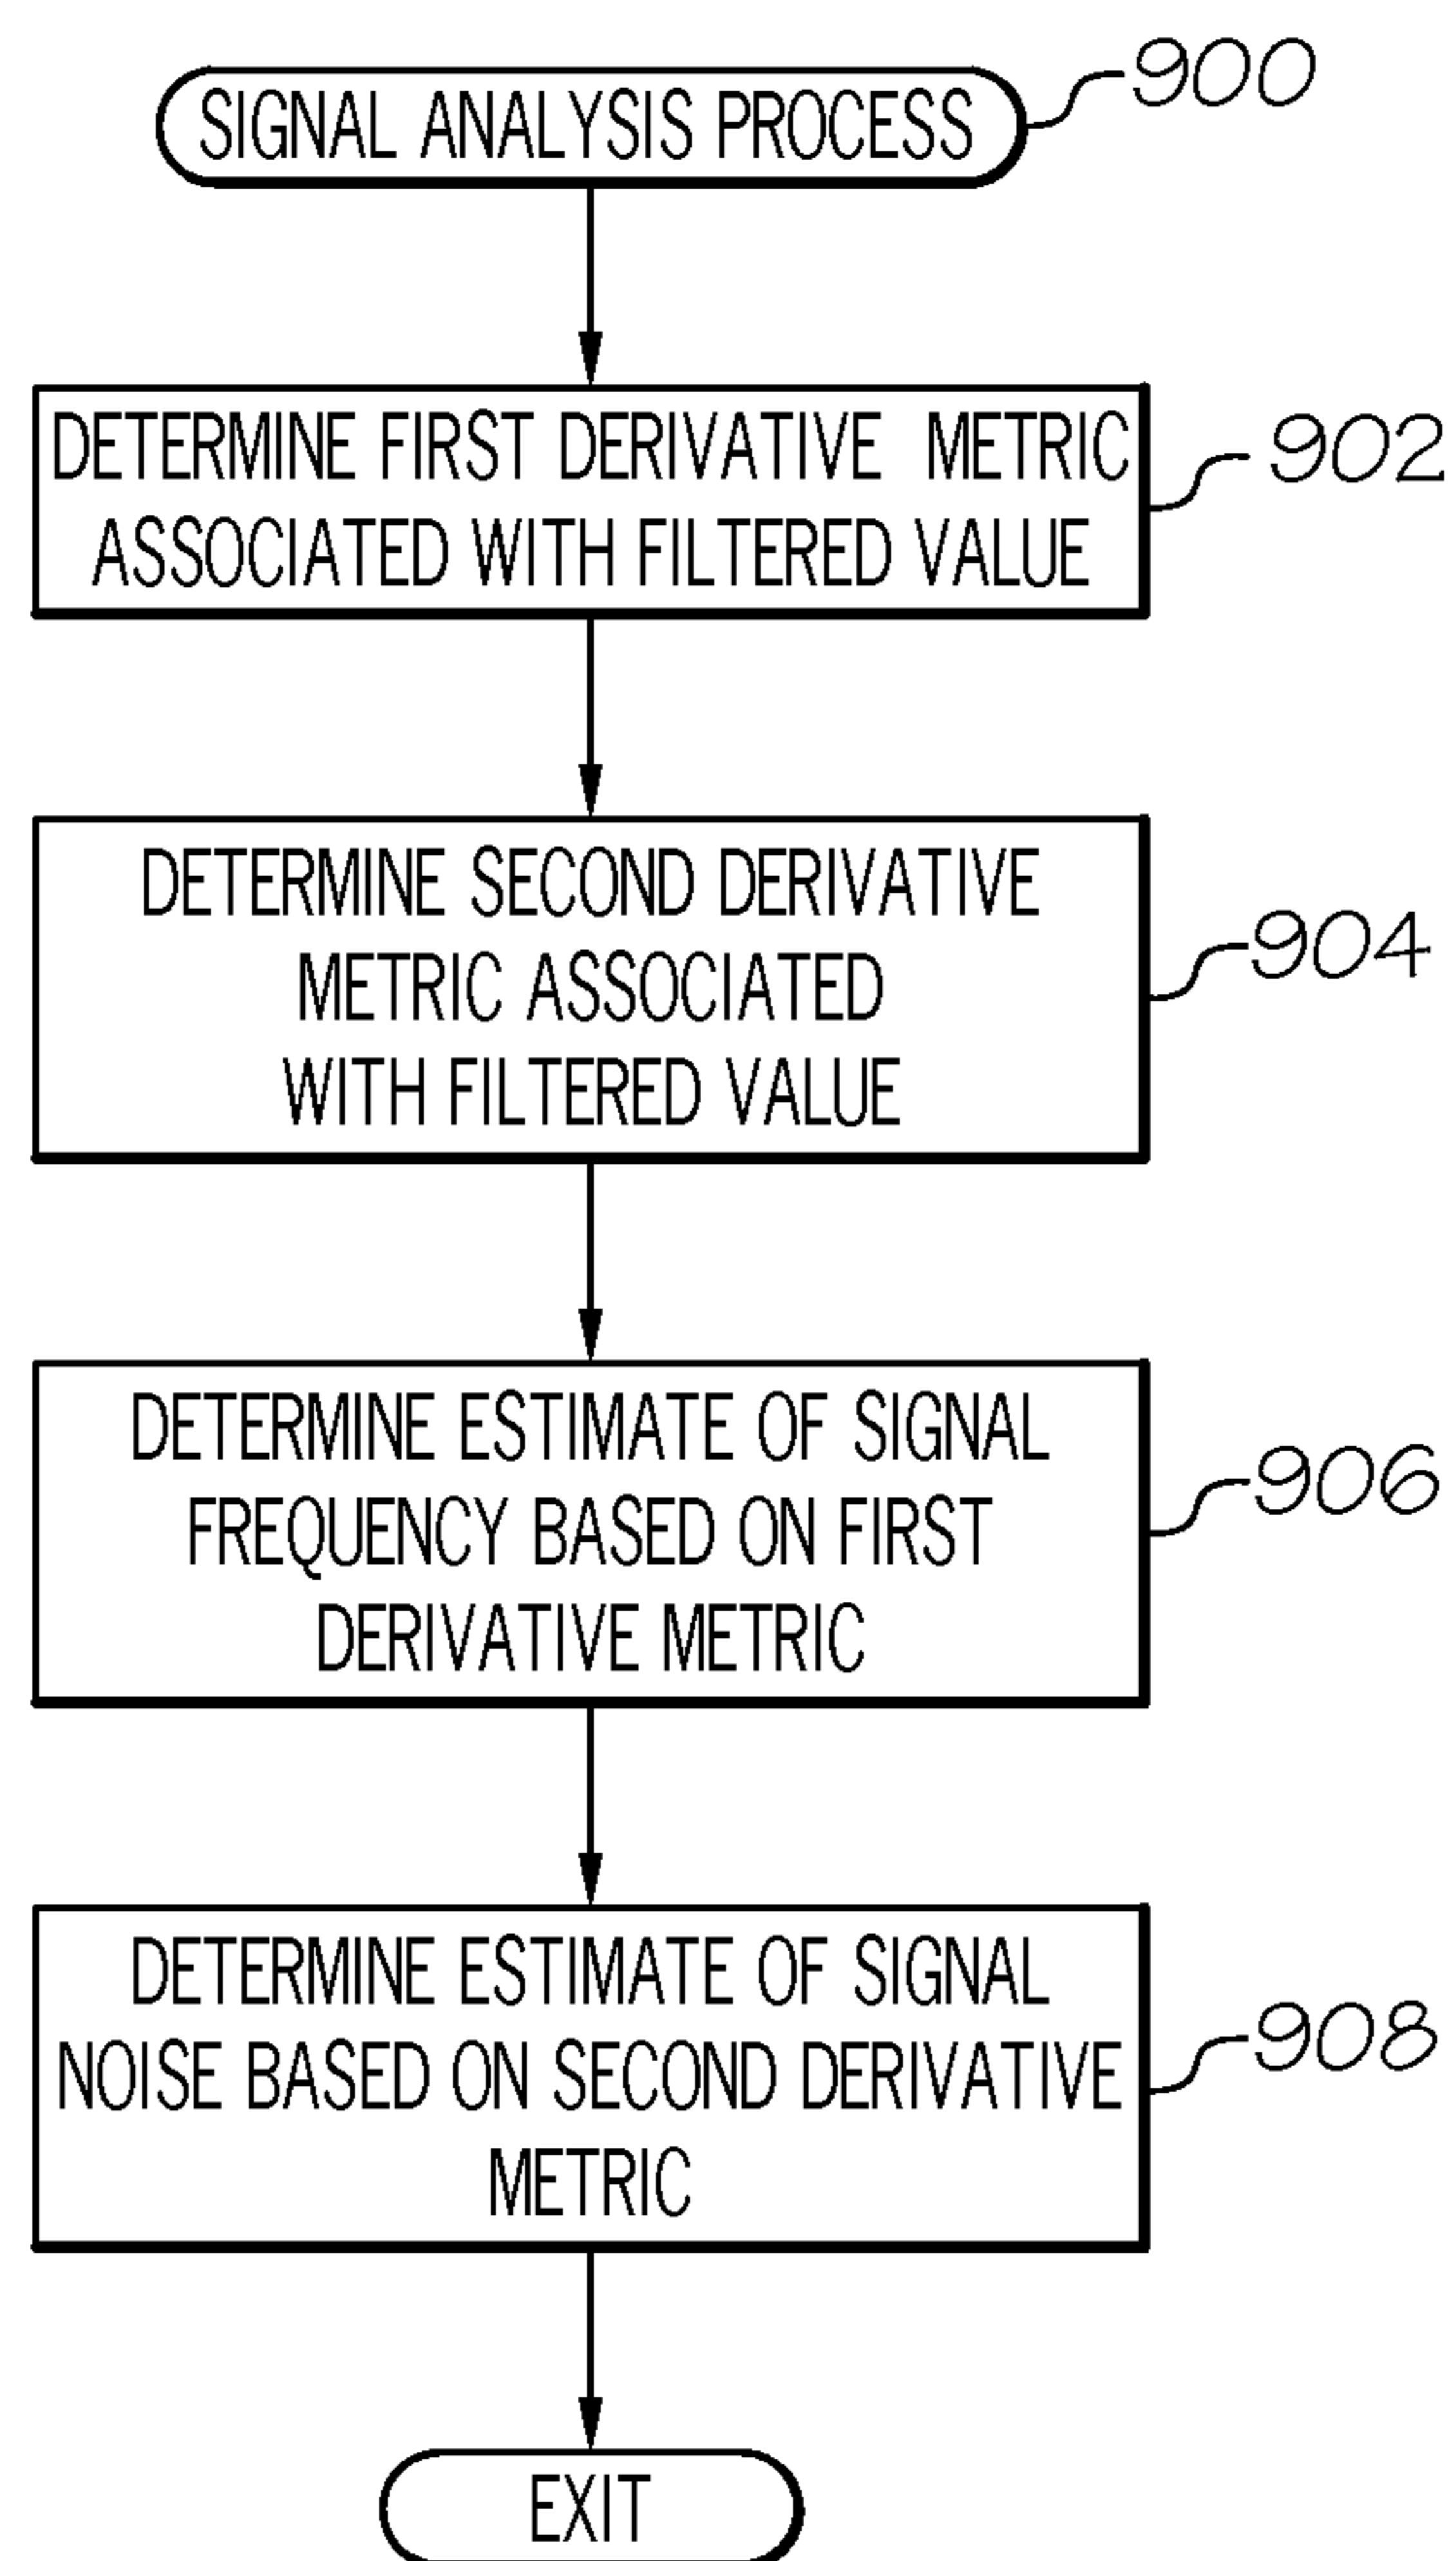 SIGNAL ANALYSIS PROCESS
900
DETERMINE FIRST DERIVATIVE METRIC
ASSOCIATED WITH FILTERED VALUE
902
DETERMINE SECOND DERIVATIVE
METRIC ASSOCIATED
WITH FILTERED VALUE
904
DETERMINE ESTIMATE OF SIGNAL
FREQUENCY BASED ON FIRST
DERIVATIVE METRIC
906
DETERMINE ESTIMATE OF SIGNAL
NOISE BASED ON SECOND DERIVATIVE
METRIC
908
EXIT